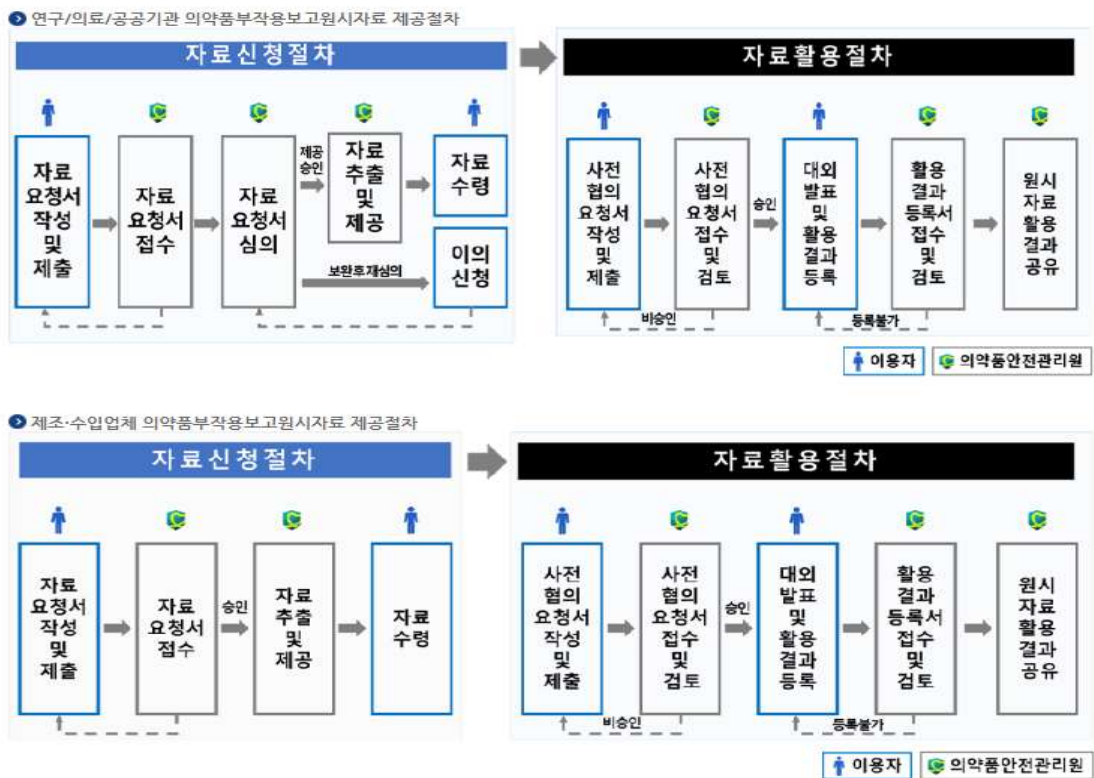 연구/의료/공공기관 의약품부작용보고원시자료 제공절차
자료신청절차
자료
요청서
작성
및
제출
자료
요청서
접수
자료
요청서
심의
제공
승인
자료
추출
및
제공
자료
수령
보완후재심의
이의
신청
자료활용절차
사전
협의
요청서
작성
및
제출
사전
협의
요청서
접수
및
검토
승인
대외
발표
및
활용
결과
등록
활용
결과
등록서
접수
및
검토
원시
자료
활용
결과
공유
비승인
등록불가
이용자
의약품안전관리원
제조·수입업체 의약품부작용보고원시자료 제공절차
자료신청절차
자료
요청서
작성
및
제출
자료
요청서
접수
승인
자료
추출
및
제공
자료
수령
자료활용절차
사전
협의
요청서
작성
및
제출
사전
협의
요청서
접수
및
검토
승인
대외
발표
및
활용
결과
등록
활용
결과
등록서
접수
및
검토
원시
자료
활용
결과
공유
비승인
등록불가
이용자
의약품안전관리원